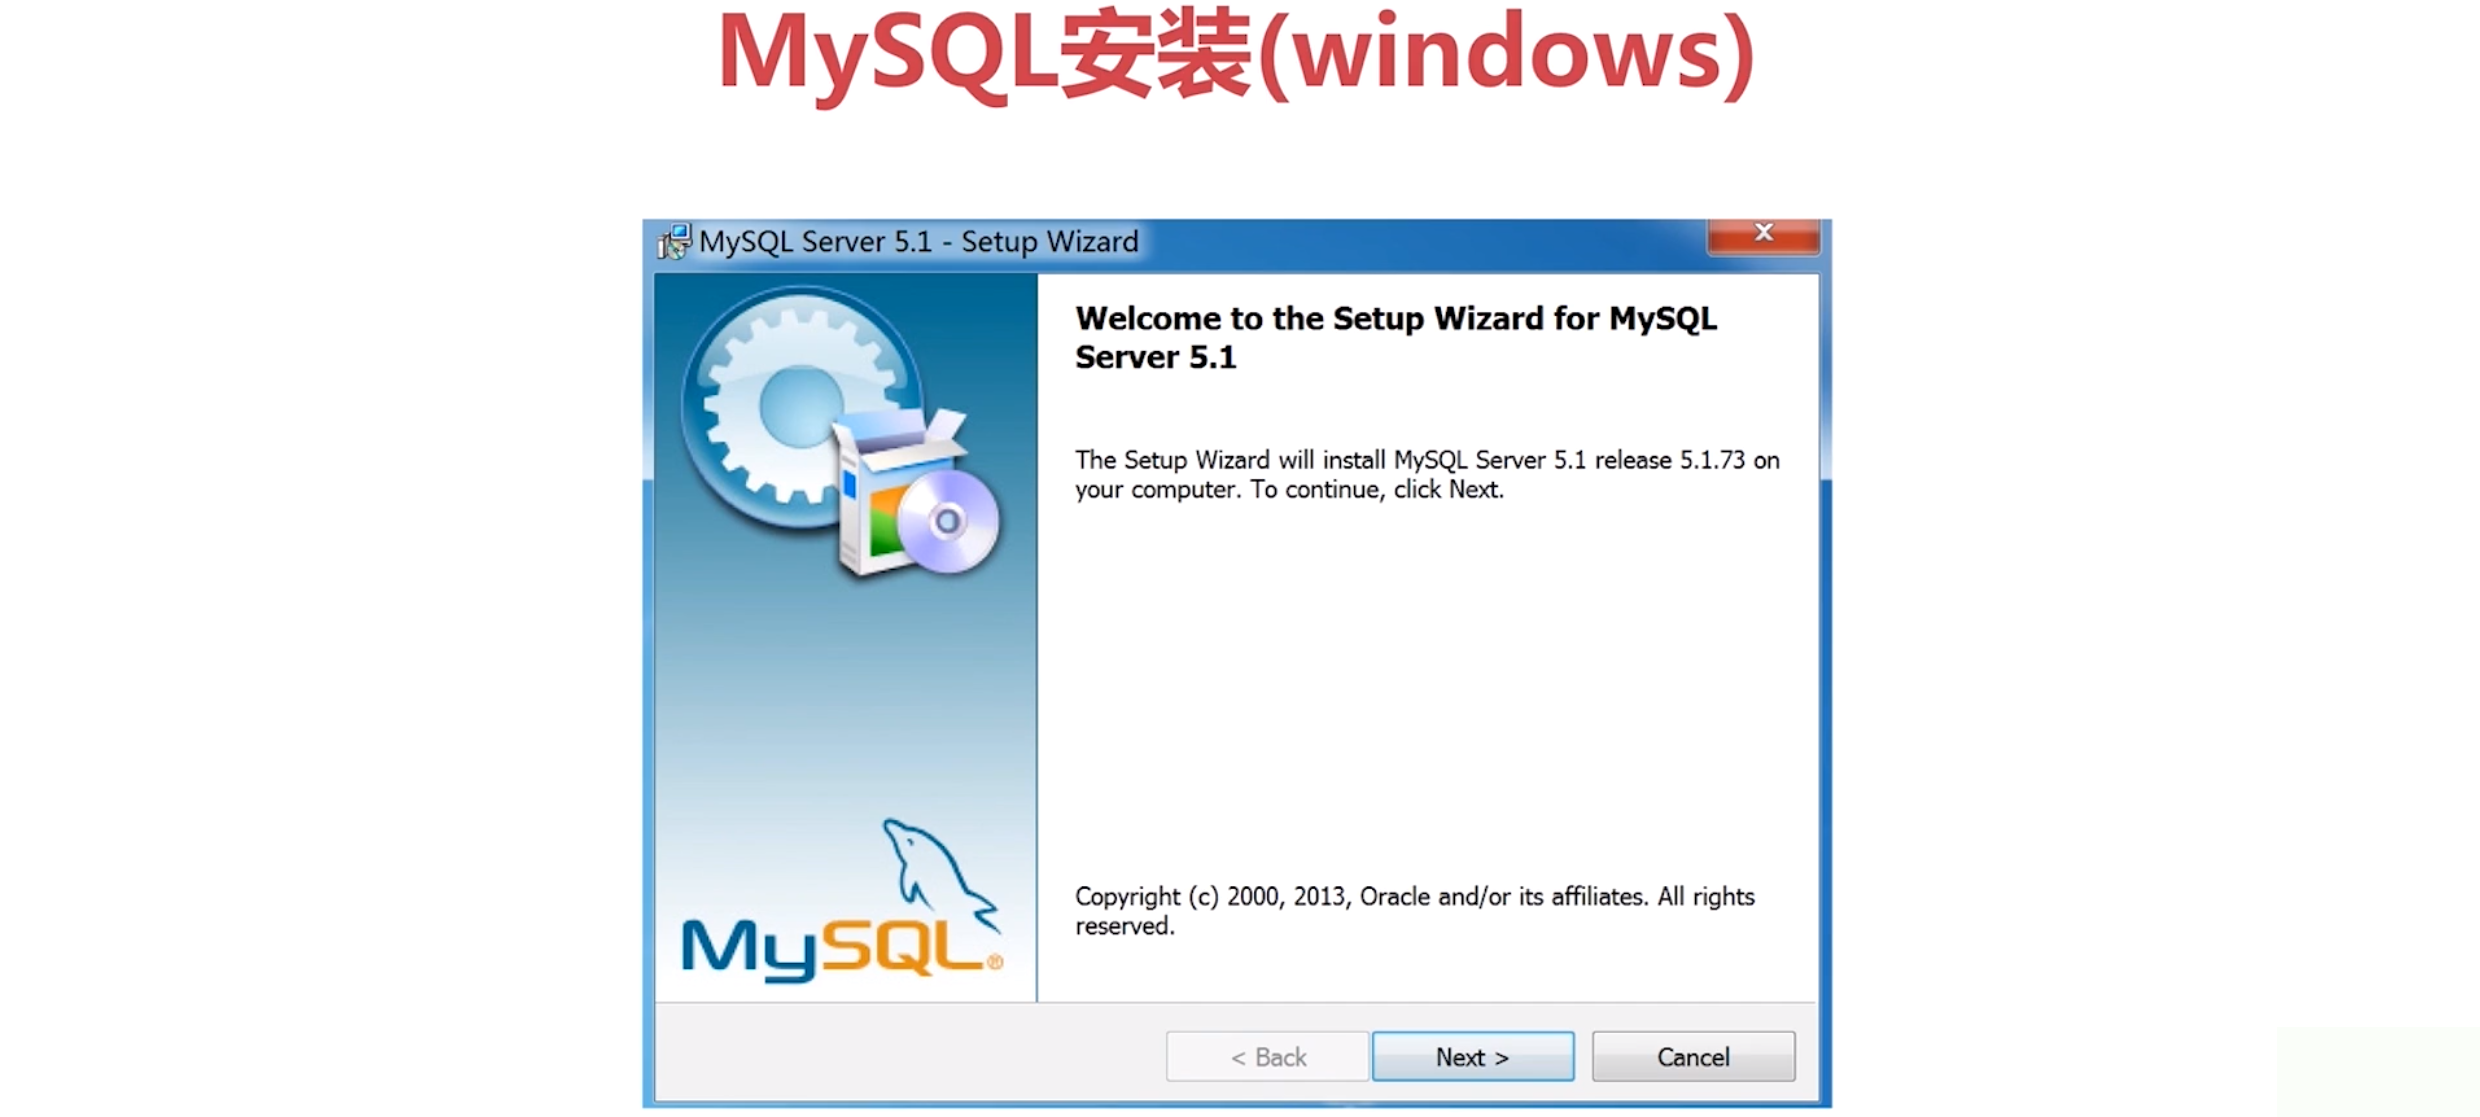 MySQL安装(windows)
MySQL Server 5.1 - Setup Wizard
Welcome to the Setup Wizard for MySQL
Server 5.1
The Setup Wizard will install MySQL Server 5.1 release 5.1.73 on
your computer. To continue, click Next.
Copyright (c) 2000, 2013, Oracle and/or its affiliates. All rights
reserved.
MySQL®
< Back
Next >
Cancel